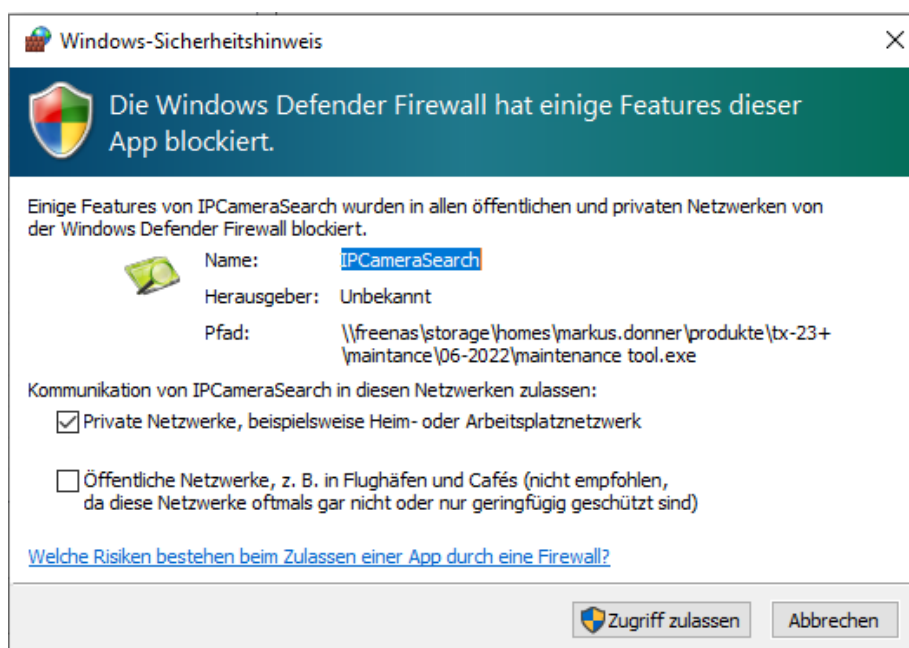 Windows-Sicherheitshinweis
Die Windows Defender Firewall hat einige Features dieser
App blockiert.
Einige Features von IPCameraSearch wurden in allen öffentlichen und privaten Netzwerken von
der Windows Defender Firewall blockiert.
Name: IPCameraSearch
Herausgeber: Unbekannt
Pfad: \\freenas\storage\homes\markus.donner\produkte\tx-23+
\maintance\06-2022\maintenance tool.exe
Kommunikation von IPCameraSearch in diesen Netzwerken zulassen:
Private Netzwerke, beispielsweise Heim- oder Arbeitsplatznetzwerk
Öffentliche Netzwerke, z. B. in Flughäfen und Cafés (nicht empfohlen,
da diese Netzwerke oftmals gar nicht oder nur geringfügig geschützt sind)
Welche Risiken bestehen beim Zulassen einer App durch eine Firewall?
Zugriff zulassen Abbrechen